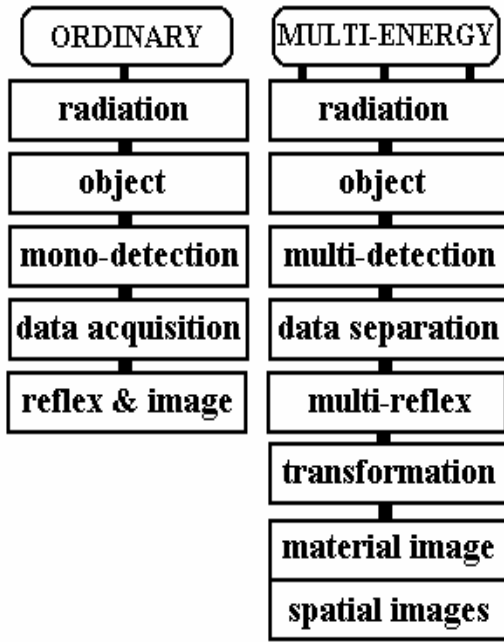 ORDINARY
radiation
object
mono-detection
data acquisition
reflex & image
MULTI-ENERGY
radiation
object
multi-detection
data separation
multi-reflex
transformation
material image
spatial images